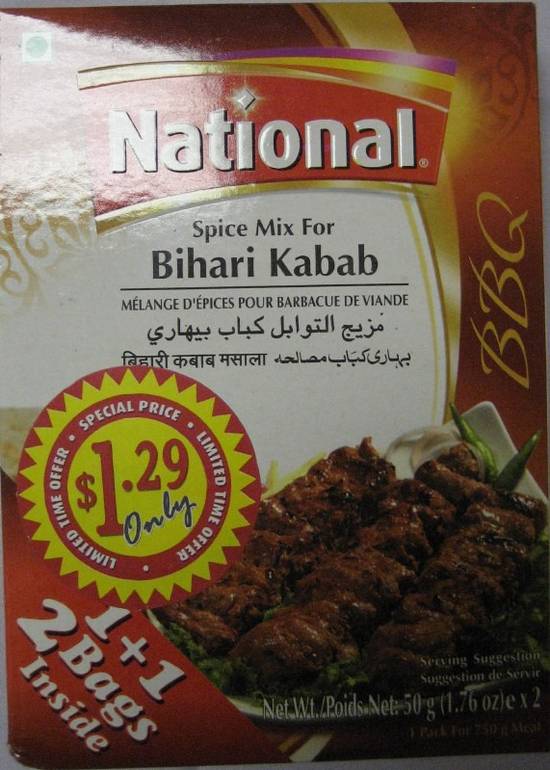 National®
Spice Mix For
Bihari Kabab
MÉLANGE D'ÉPICES POUR BARBACUE DE VIANDE
مزيج التوابل كباب بيهاري
बिहारी कबाब मसाला بہاری کباب مصالحہ
BBQ
SPECIAL PRICE • LIMITED TIME OFFER • LIMITED TIME OFFER •
$1.29
Only
1+1
2 Bags
Inside
Serving Suggestion
Suggestion de Servir
Net Wt./Poids Net: 50 g (1.76 oz)e x 2
1 Pack For 750 g Meat